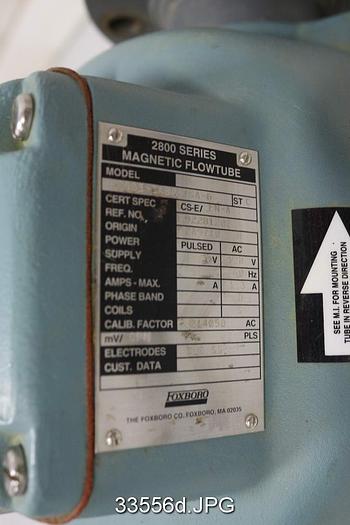 2800 SERIES
MAGNETIC FLOWTUBE
MODEL
ST
CERT SPEC CS-E/
REF. NO.
ORIGIN
POWER PULSED AC
SUPPLY V
FREQ. Hz
AMPS - MAX. A A
PHASE BAND
COILS
CALIB. FACTOR AC
mV/ PLS
ELECTRODES
CUST. DATA
FOXBORO
THE FOXBORO CO. FOXBORO, MA 02035
SEE M.I. FOR MOUNTING
TUBE IN REVERSE DIRECTION
33556d.JPG